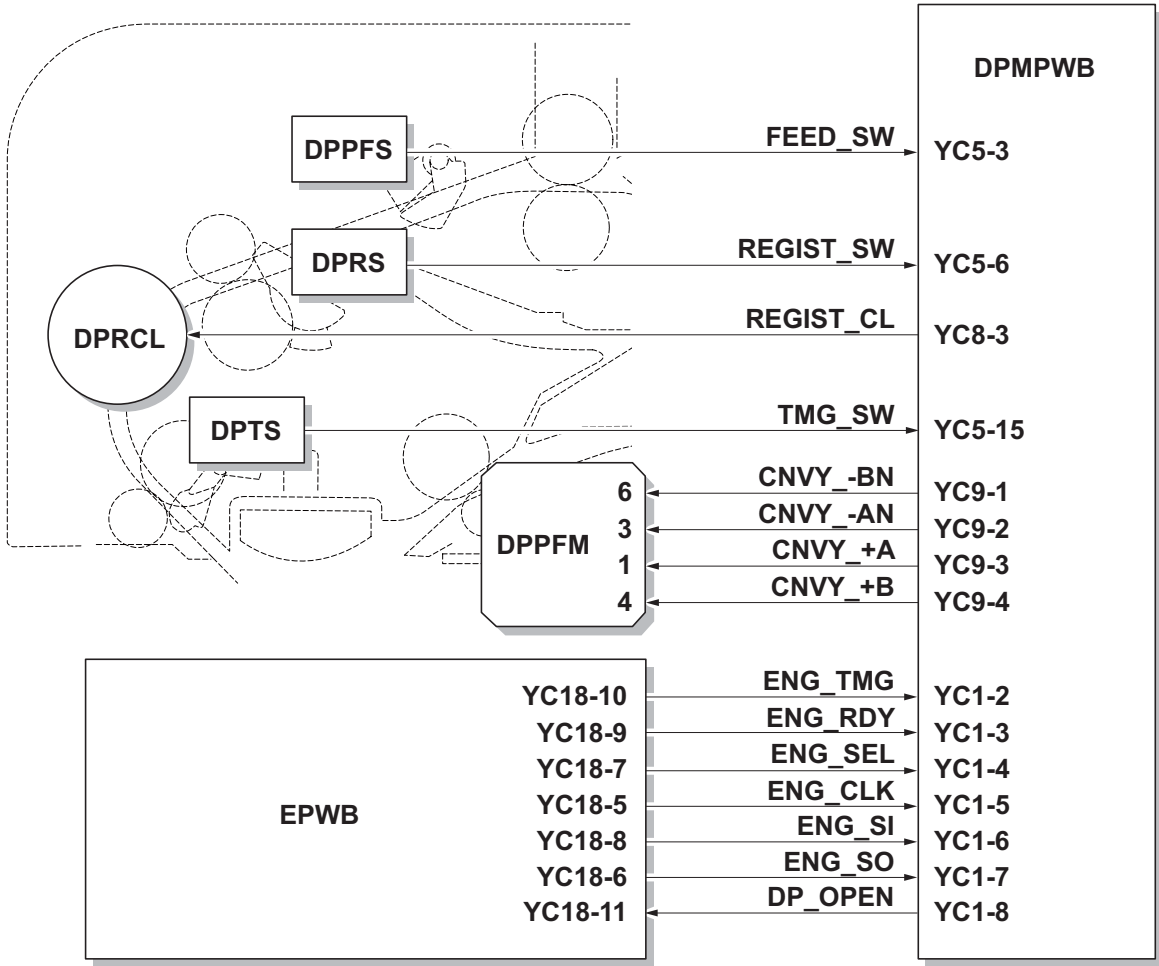 DPMPWB
DPPFS FEED_SW YC5-3
DPRS REGIST_SW YC5-6
DPRCL REGIST_CL YC8-3
DPTS TMG_SW YC5-15
DPPFM
6 CNVY_-BN YC9-1
3 CNVY_-AN YC9-2
1 CNVY_+A YC9-3
4 CNVY_+B YC9-4
EPWB
YC18-10 ENG_TMG YC1-2
YC18-9 ENG_RDY YC1-3
YC18-7 ENG_SEL YC1-4
YC18-5 ENG_CLK YC1-5
YC18-8 ENG_SI YC1-6
YC18-6 ENG_SO YC1-7
YC18-11 DP_OPEN YC1-8